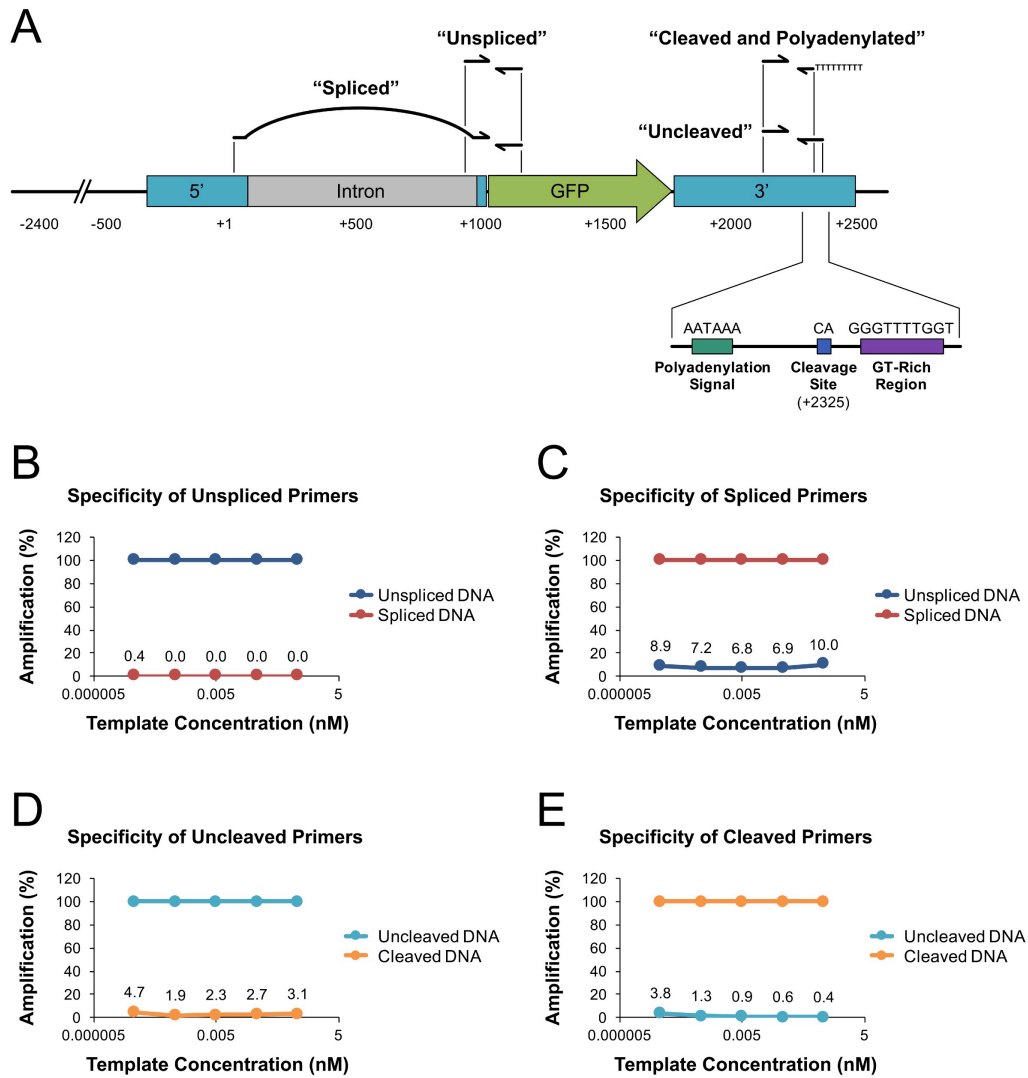 A
“Unspliced”
“Cleaved and Polyadenylated”
TTTTTTTTT
“Spliced”
“Uncleaved”
5’
Intron
GFP
3’
-2400
-500
+1
+500
+1000
+1500
+2000
+2500
AATAAA
CA
GGGTTTTGGT
Polyadenylation
Signal
Cleavage
Site
(+2325)
GT-Rich
Region
B
Specificity of Unspliced Primers
Amplification (%)
120
100
80
60
40
20
0
0.4
0.0
0.0
0.0
0.0
0.000005
0.005
5
Template Concentration (nM)
Unspliced DNA
Spliced DNA
C
Specificity of Spliced Primers
Amplification (%)
120
100
80
60
40
20
0
8.9
7.2
6.8
6.9
10.0
0.000005
0.005
5
Template Concentration (nM)
Unspliced DNA
Spliced DNA
D
Specificity of Uncleaved Primers
Amplification (%)
120
100
80
60
40
20
0
4.7
1.9
2.3
2.7
3.1
0.000005
0.005
5
Template Concentration (nM)
Uncleaved DNA
Cleaved DNA
E
Specificity of Cleaved Primers
Amplification (%)
120
100
80
60
40
20
0
3.8
1.3
0.9
0.6
0.4
0.000005
0.005
5
Template Concentration (nM)
Uncleaved DNA
Cleaved DNA